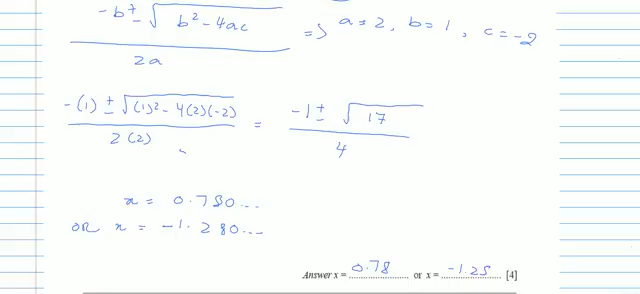 -b ± √b² - 4ac / 2a => a = 2, b = 1, c = -2
-(1) ± √(1)² - 4(2)(-2) / 2(2) = -1 ± √17 / 4
x = 0.780...
OR x = -1.280...
Answer x = 0.78 or x = -1.28 [4]